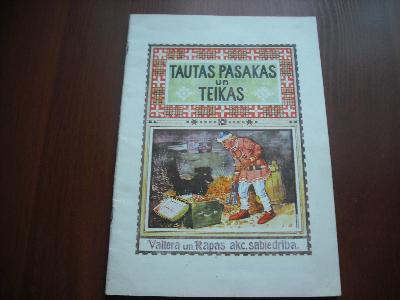 TAUTAS PASAKAS
un
TEIKAS
Valtera un Rapas akc. sabiedrība.